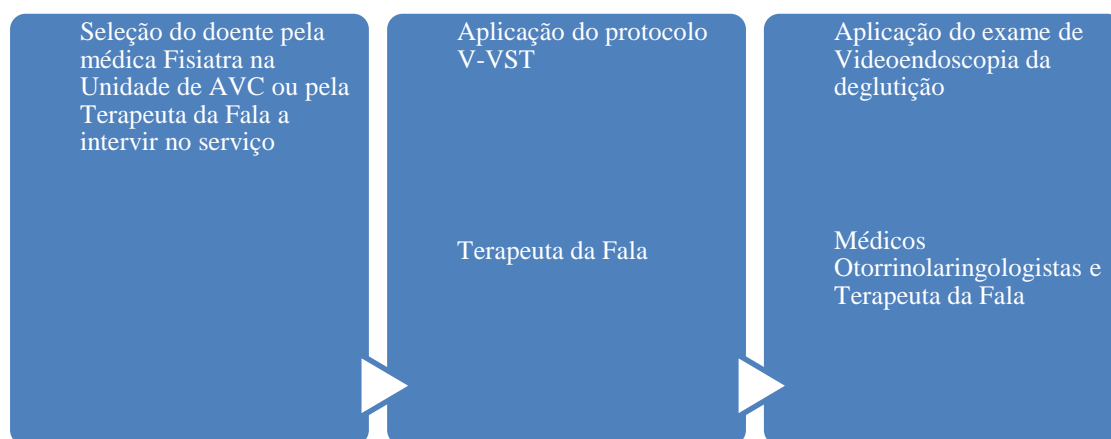 Seleção do doente pela
médica Fisiatra na
Unidade de AVC ou pela
Terapeuta da Fala a
intervir no serviço
Aplicação do protocolo
V-VST
Terapeuta da Fala
Aplicação do exame de
Videoendoscopia da
deglutição
Médicos
Otorrinolaringologistas e
Terapeuta da Fala